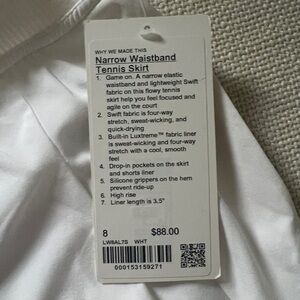 WHY WE MADE THIS
Narrow Waistband
Tennis Skirt
1. Game on. A narrow elastic
waistband and lightweight Swift
fabric on this flowy tennis
skirt help you feel focused and
agile on the court
2. Swift fabric is four-way
stretch, sweat-wicking, and
quick-drying
3. Built-in Luxtreme™ fabric liner
is sweat-wicking and four-way
stretch with a cool, smooth
feel
4. Drop-in pockets on the skirt
and shorts liner
5. Silicone grippers on the hem
prevent ride-up
6. High rise
7. Liner length is 3.5"
8 $88.00
LW8AL7S WHT
000153159271